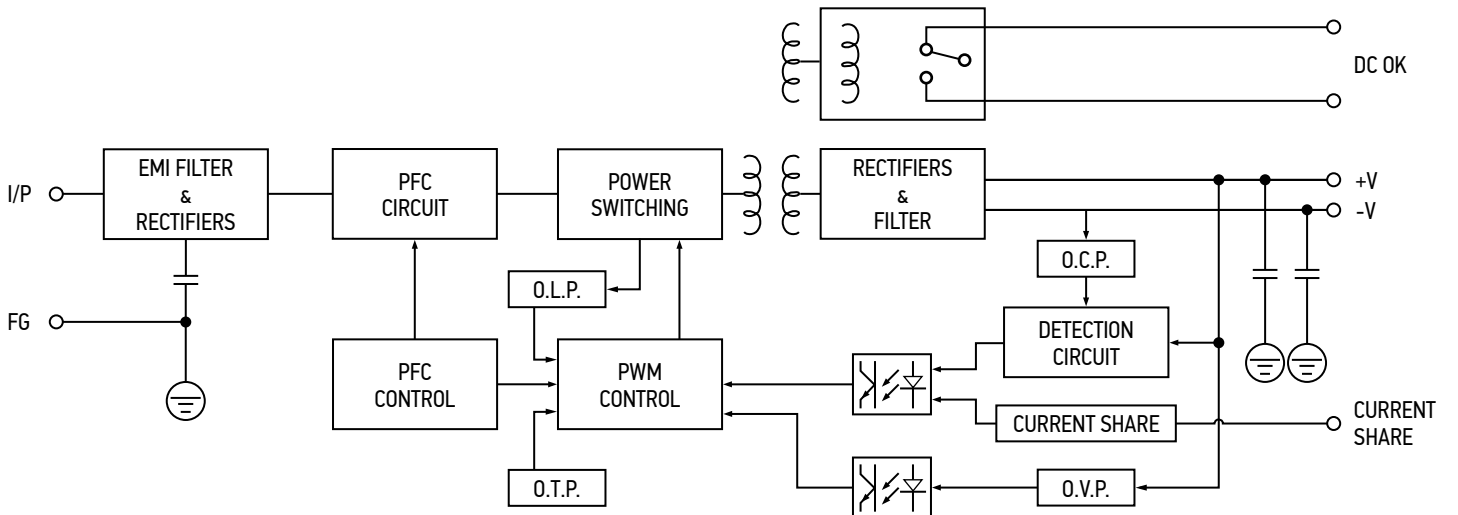 DC OK
I/P
EMI FILTER
&
RECTIFIERS
PFC
CIRCUIT
POWER
SWITCHING
RECTIFIERS
&
FILTER
+V
-V
O.C.P.
O.L.P.
FG
DETECTION
CIRCUIT
PFC
CONTROL
PWM
CONTROL
CURRENT SHARE
CURRENT
SHARE
O.T.P.
O.V.P.